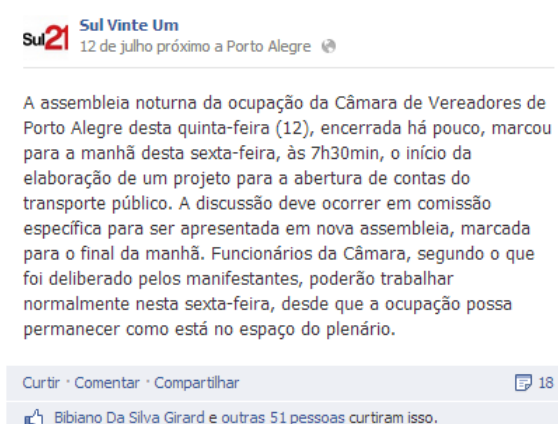 Sul21
Sul Vinte Um
12 de julho próximo a Porto Alegre
A assembleia noturna da ocupação da Câmara de Vereadores de
Porto Alegre desta quinta-feira (12), encerrada há pouco, marcou
para a manhã desta sexta-feira, às 7h30min, o início da
elaboração de um projeto para a abertura de contas do
transporte público. A discussão deve ocorrer em comissão
específica para ser apresentada em nova assembleia, marcada
para o final da manhã. Funcionários da Câmara, segundo o que
foi deliberado pelos manifestantes, poderão trabalhar
normalmente nesta sexta-feira, desde que a ocupação possa
permanecer como está no espaço do plenário.
Curtir · Comentar · Compartilhar 18
Bibiano Da Silva Girard e outras 51 pessoas curtiram isso.